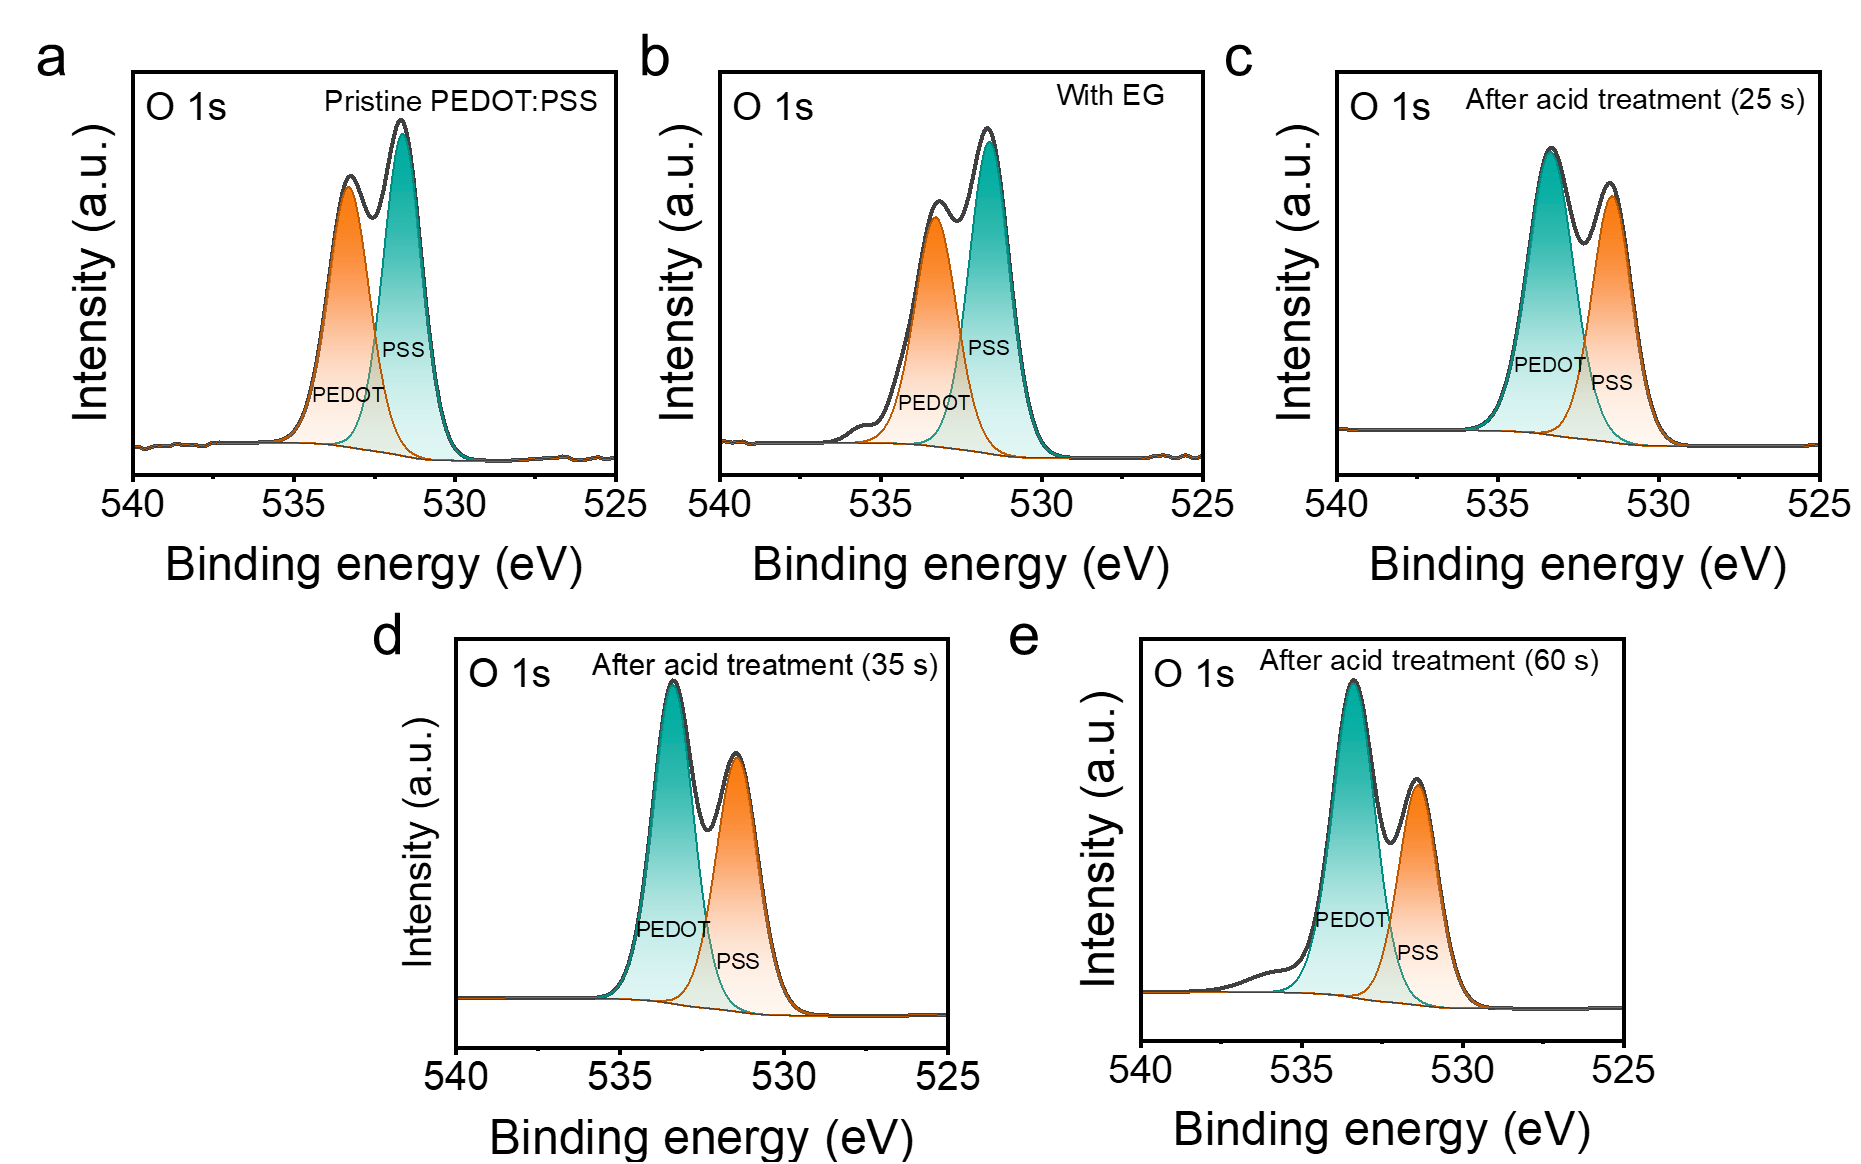 a
O 1s
Pristine PEDOT:PSS
Intensity (a.u.)
PEDOT
PSS
540
535
530
525
Binding energy (eV)
b
O 1s
With EG
Intensity (a.u.)
PEDOT
PSS
540
535
530
525
Binding energy (eV)
c
O 1s
After acid treatment (25 s)
Intensity (a.u.)
PEDOT
PSS
540
535
530
525
Binding energy (eV)
d
O 1s
After acid treatment (35 s)
Intensity (a.u.)
PEDOT
PSS
540
535
530
525
Binding energy (eV)
e
O 1s
After acid treatment (60 s)
Intensity (a.u.)
PEDOT
PSS
540
535
530
525
Binding energy (eV)